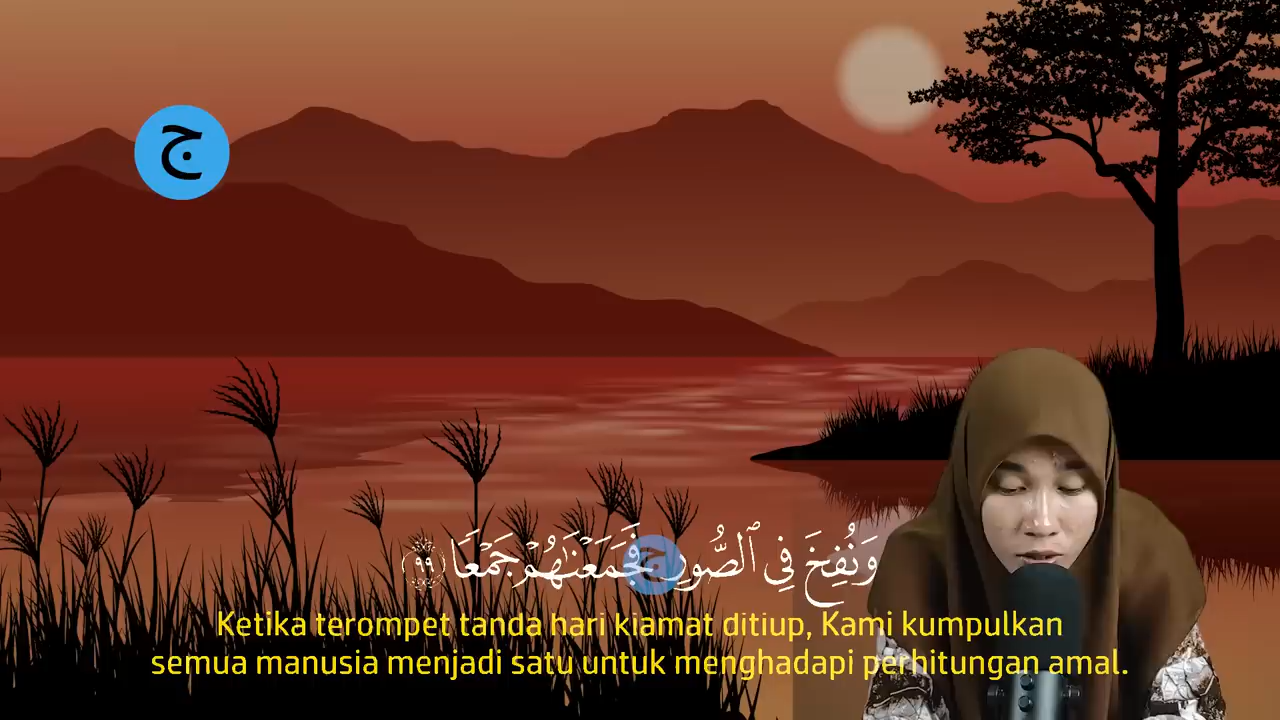 ج
وَنُفِخَ فِي ٱلصُّورِ فَجَمَعْنَٰهُمْ جَمْعًا ٩٩
Ketika terompet tanda hari kiamat ditiup, Kami kumpulkan
semua manusia menjadi satu untuk menghadapi perhitungan amal.